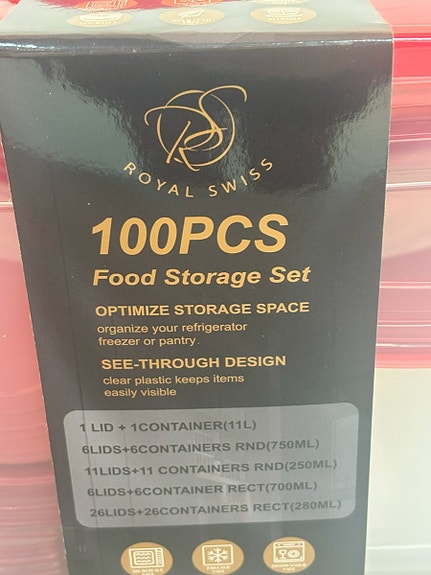 ROYAL SWISS
100PCS
Food Storage Set
OPTIMIZE STORAGE SPACE
organize your refrigerator
freezer or pantry.
SEE-THROUGH DESIGN
clear plastic keeps items
easily visible
1 LID + 1CONTAINER(11L)
6LIDS+6CONTAINERS RND(750ML)
11LIDS+11 CONTAINERS RND(250ML)
6LIDS+6CONTAINER RECT(700ML)
26LIDS+26CONTAINERS RECT(280ML)